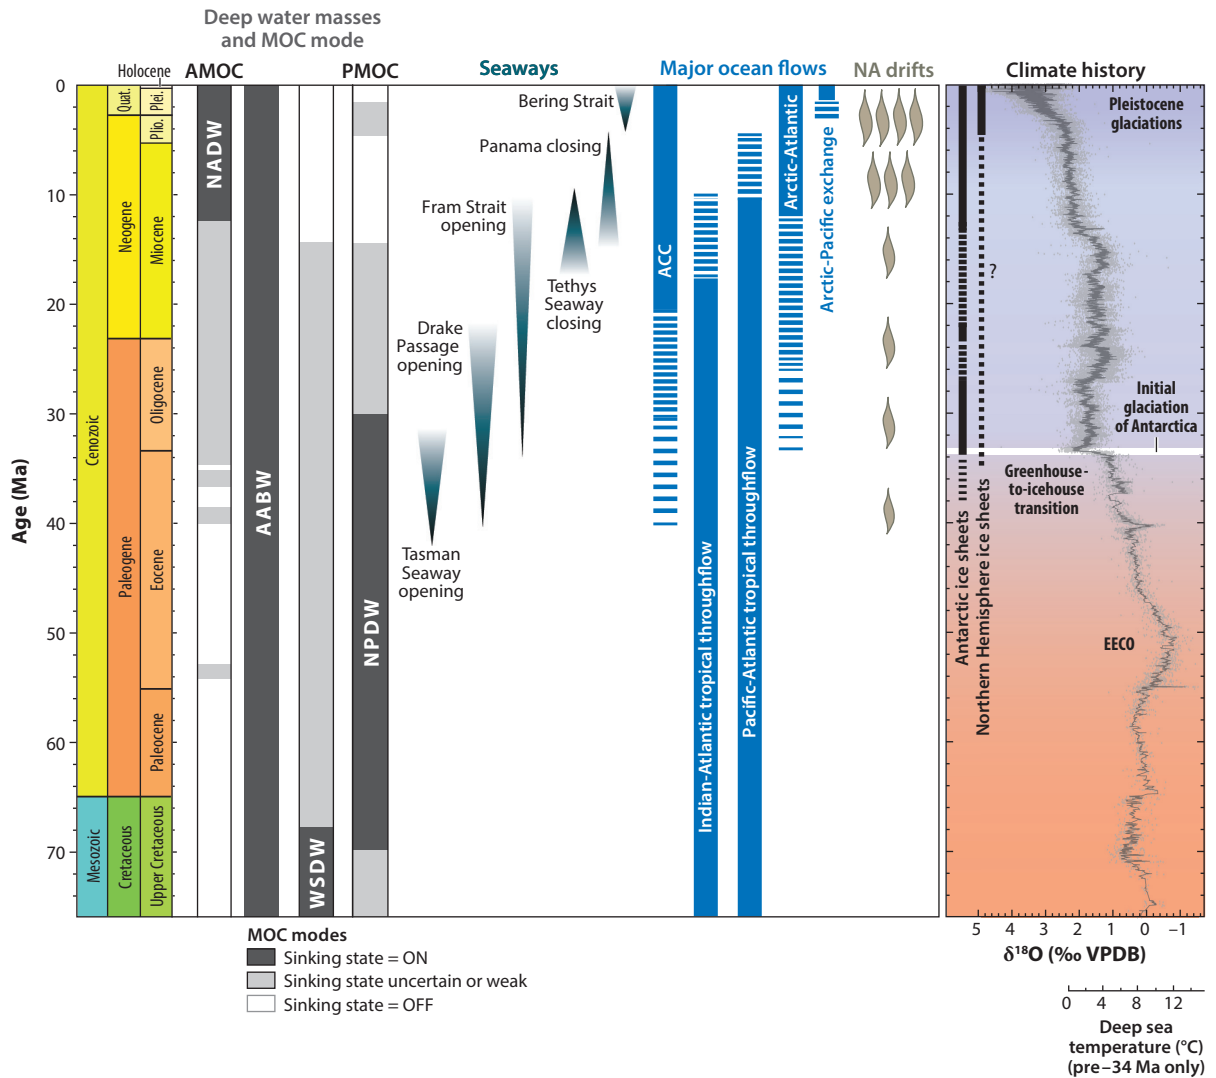 Deep water masses
and MOC mode
Holocene
AMOC
PMOC
Seaways
Major ocean flows
NA drifts
Climate history
0
10
20
30
40
50
60
70
Age (Ma)
Cenozoic
Mesozoic
Quat.
Neogene
Paleogene
Cretaceous
Plei.
Plio.
Miocene
Oligocene
Eocene
Paleocene
Upper Cretaceous
NADW
AABW
WSDW
NPDW
Bering Strait
Panama closing
Fram Strait
opening
Tethys
Seaway
closing
Drake
Passage
opening
Tasman
Seaway
opening
ACC
Indian-Atlantic tropical throughflow
Pacific-Atlantic tropical throughflow
Arctic-Atlantic
Arctic-Pacific exchange
Antarctic ice sheets
Northern Hemisphere ice sheets
?
Pleistocene
glaciations
Initial
glaciation
of Antarctica
Greenhouse-
to-icehouse
transition
EECO
5 4 3 2 1 0 −1
δ¹⁸O (‰ VPDB)
0 4 8 12
Deep sea
temperature (°C)
(pre–34 Ma only)
MOC modes
Sinking state = ON
Sinking state uncertain or weak
Sinking state = OFF